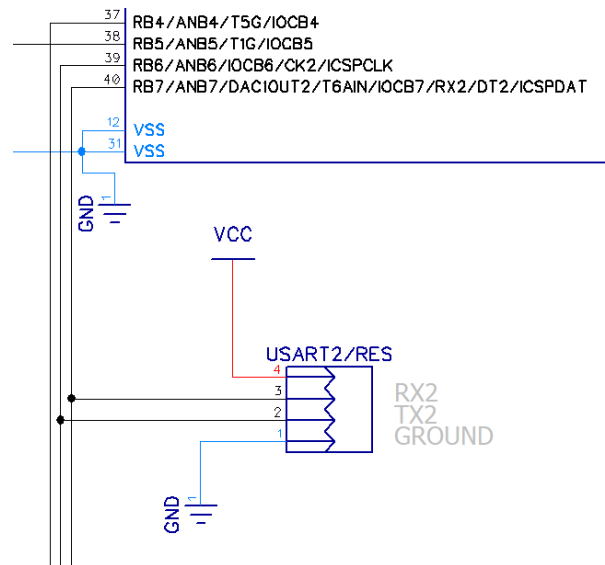 37 RB4/ANB4/T5G/IOCB4
38 RB5/ANB5/T1G/IOCB5
39 RB6/ANB6/IOCB6/CK2/ICSPCLK
40 RB7/ANB7/DAC1OUT2/T6AIN/IOCB7/RX2/DT2/ICSPDAT
12 VSS
31 VSS
1
GND
VCC
USART2/RES
4
3 RX2
2 TX2
1 GROUND
1
GND